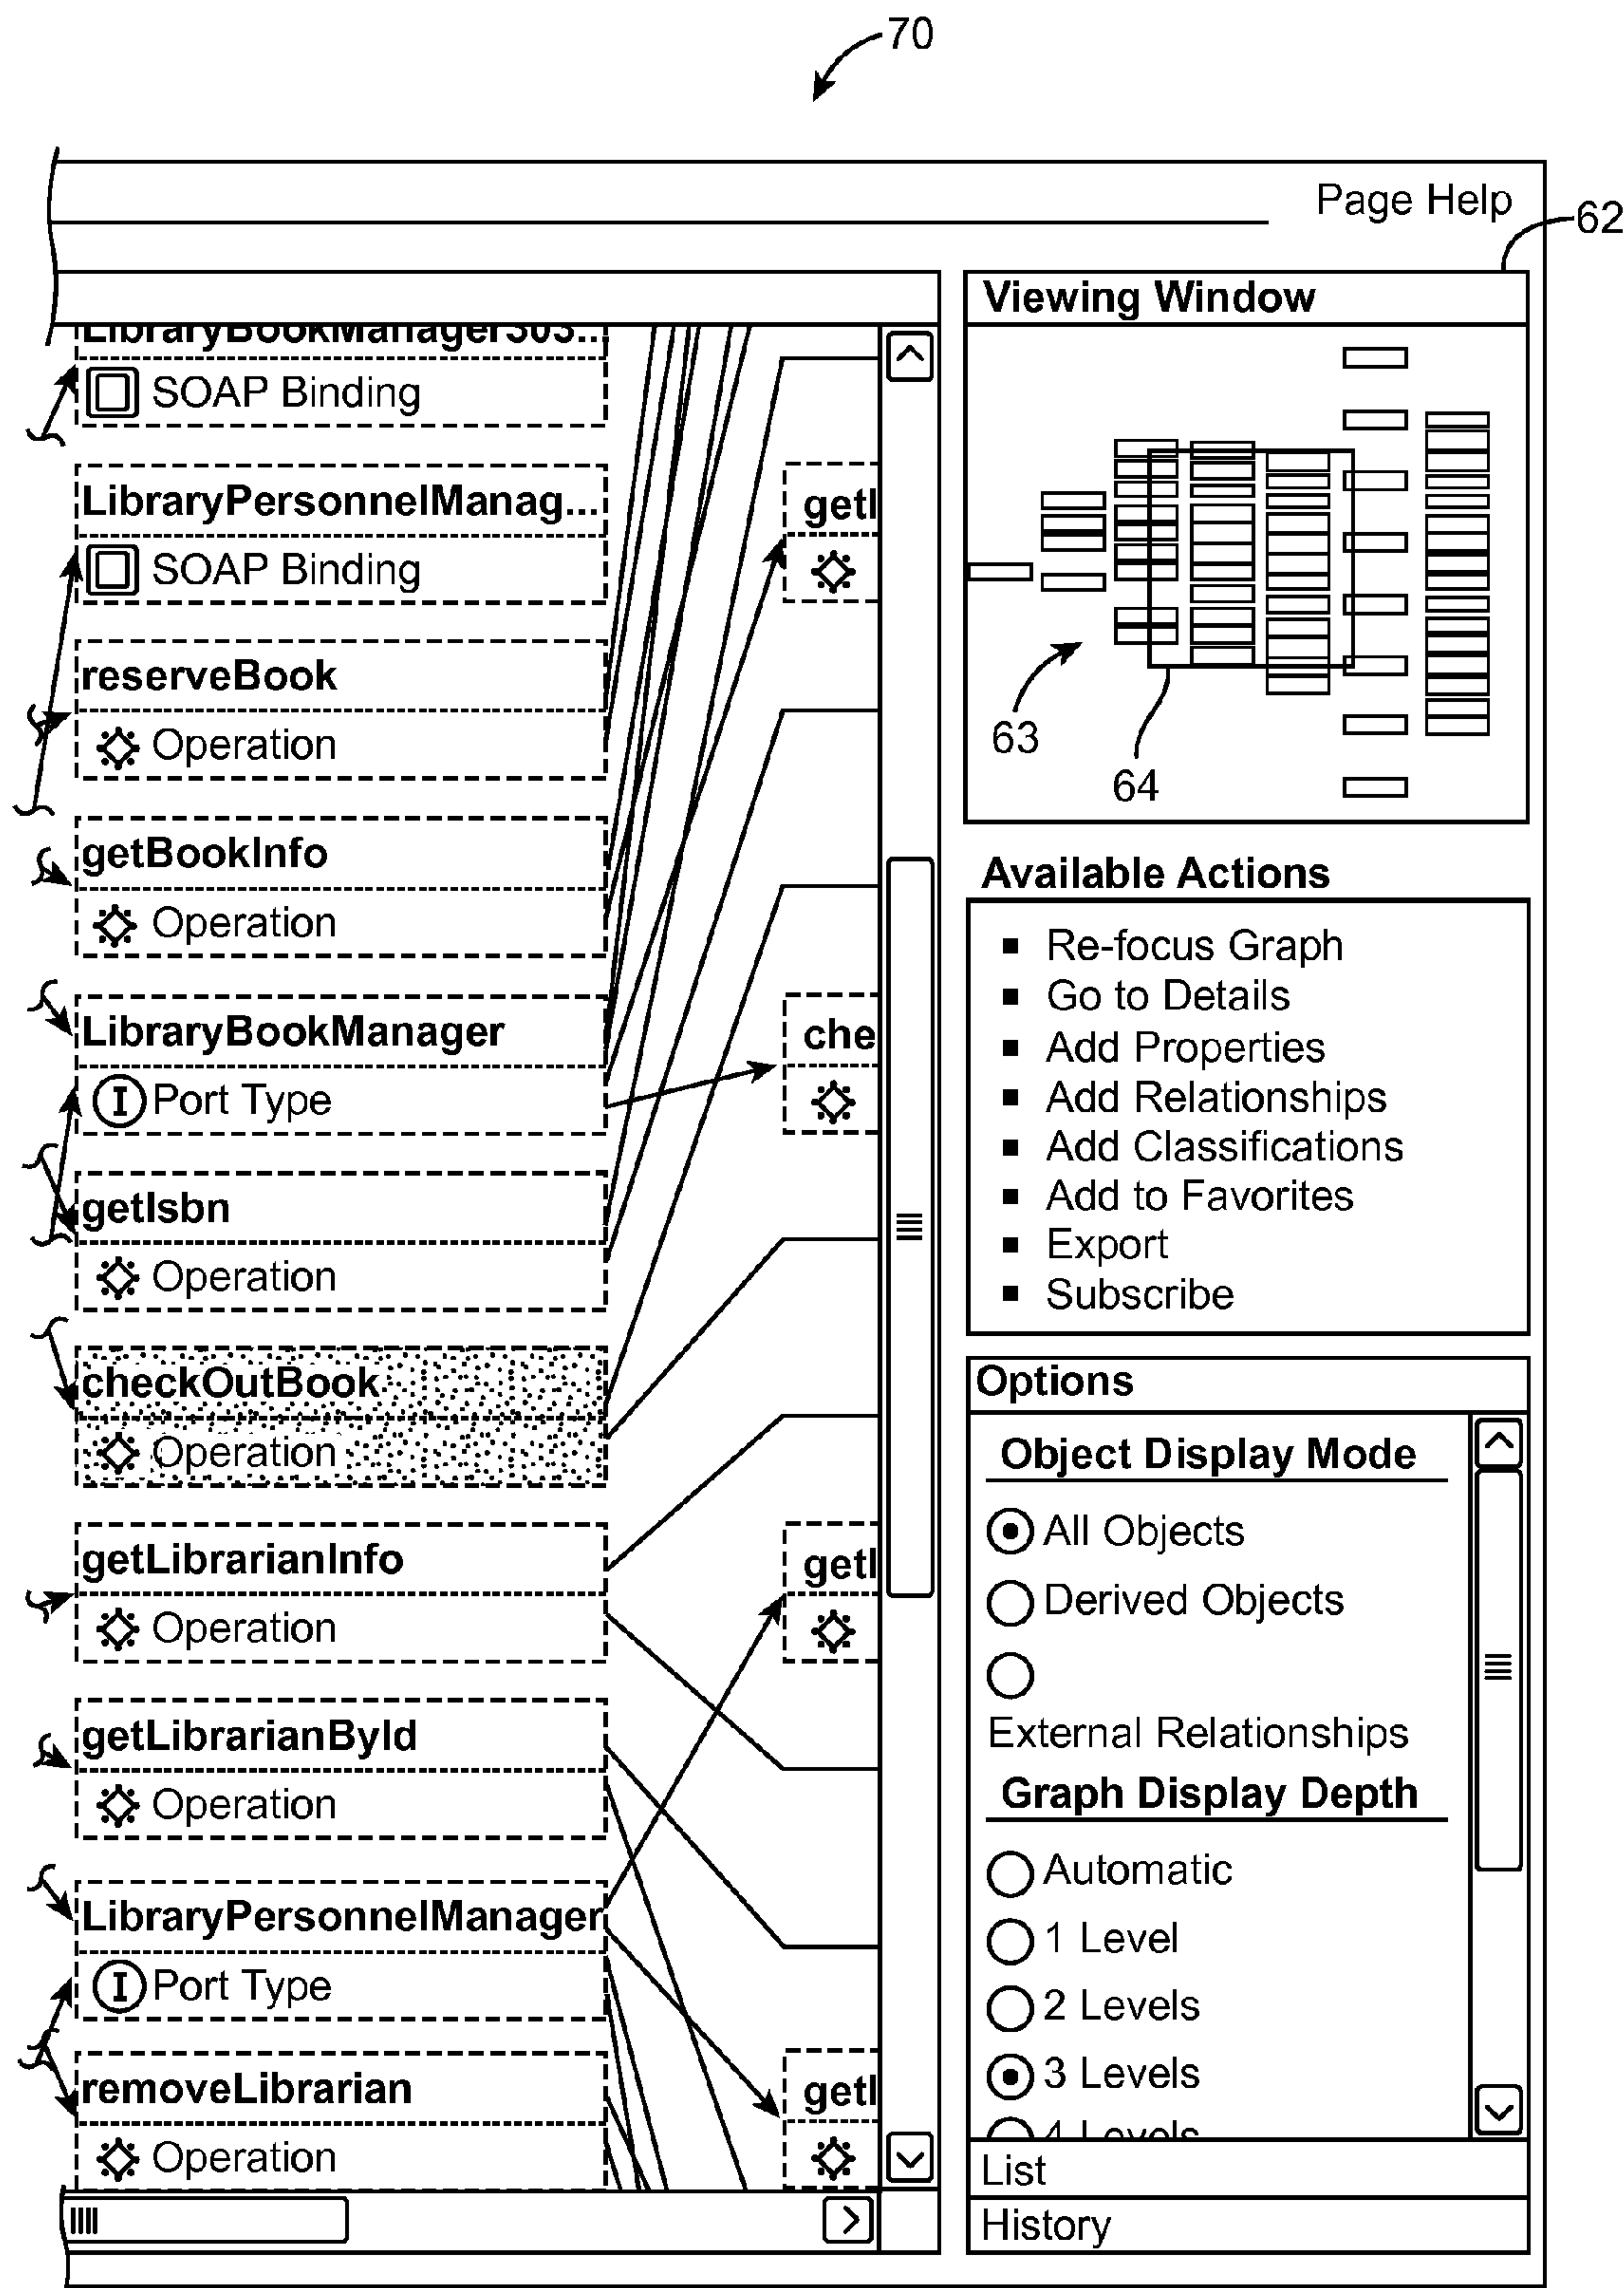 70
Page Help
62
LibraryBookManager303...
SOAP Binding
LibraryPersonnelManag...
SOAP Binding
reserveBook
Operation
getBookInfo
Operation
LibraryBookManager
Port Type
getIsbn
Operation
checkOutBook
Operation
getLibrarianInfo
Operation
getLibrarianById
Operation
LibraryPersonnelManager
Port Type
removeLibrarian
Operation
getl
che
getl
getl
Viewing Window
63
64
Available Actions
Re-focus Graph
Go to Details
Add Properties
Add Relationships
Add Classifications
Add to Favorites
Export
Subscribe
Options
Object Display Mode
All Objects
Derived Objects
External Relationships
Graph Display Depth
Automatic
1 Level
2 Levels
3 Levels
4 Levels
List
History